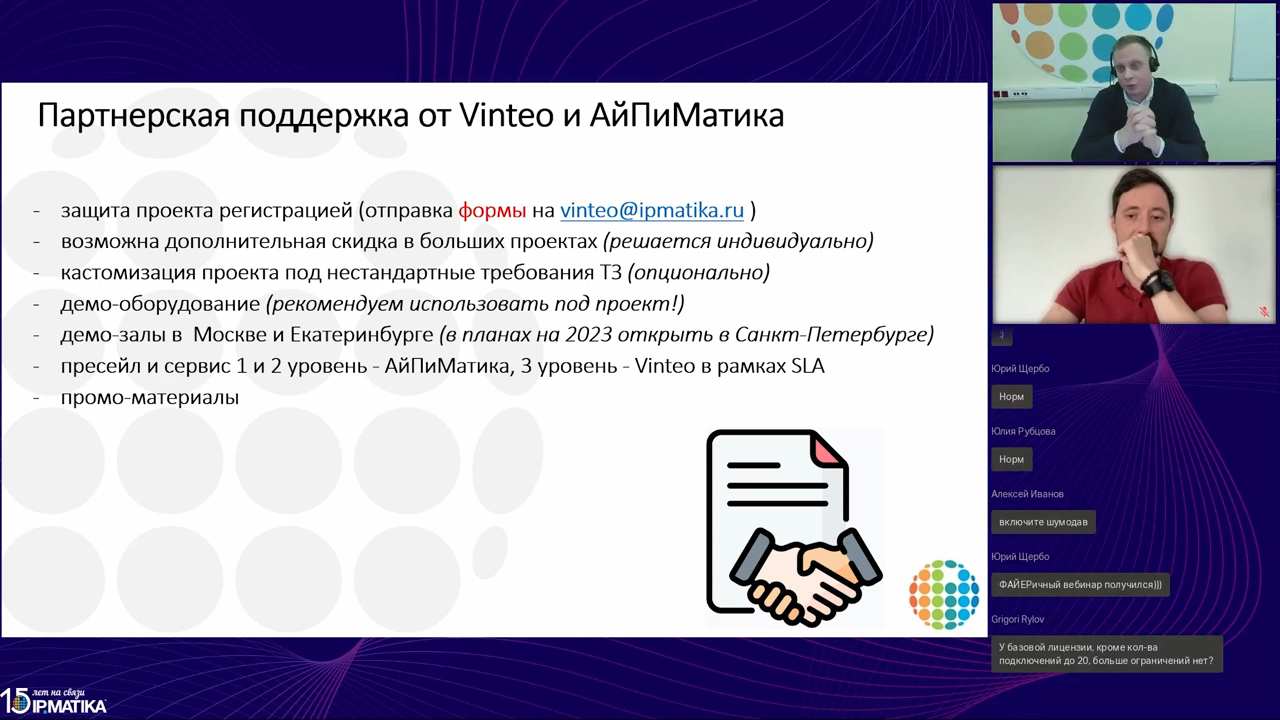 Партнерская поддержка от Vinteo и АйПиМатика
- защита проекта регистрацией (отправка формы на vinteo@ipmatika.ru )
- возможна дополнительная скидка в больших проектах (решается индивидуально)
- кастомизация проекта под нестандартные требования ТЗ (опционально)
- демо-оборудование (рекомендуем использовать под проект!)
- демо-залы в Москве и Екатеринбурге (в планах на 2023 открыть в Санкт-Петербурге)
- пресейл и сервис 1 и 2 уровень - АйПиМатика, 3 уровень - Vinteo в рамках SLA
- промо-материалы
:)
Юрий Щербо
Норм
Юлия Рубцова
Норм
Алексей Иванов
включите шумодав
Юрий Щербо
ФАЙЕРичный вебинар получился)))
Grigori Rylov
У базовой лицензии, кроме кол-ва
подключений до 20, больше ограничений нет?
15 лет на связи
IPMATIKA